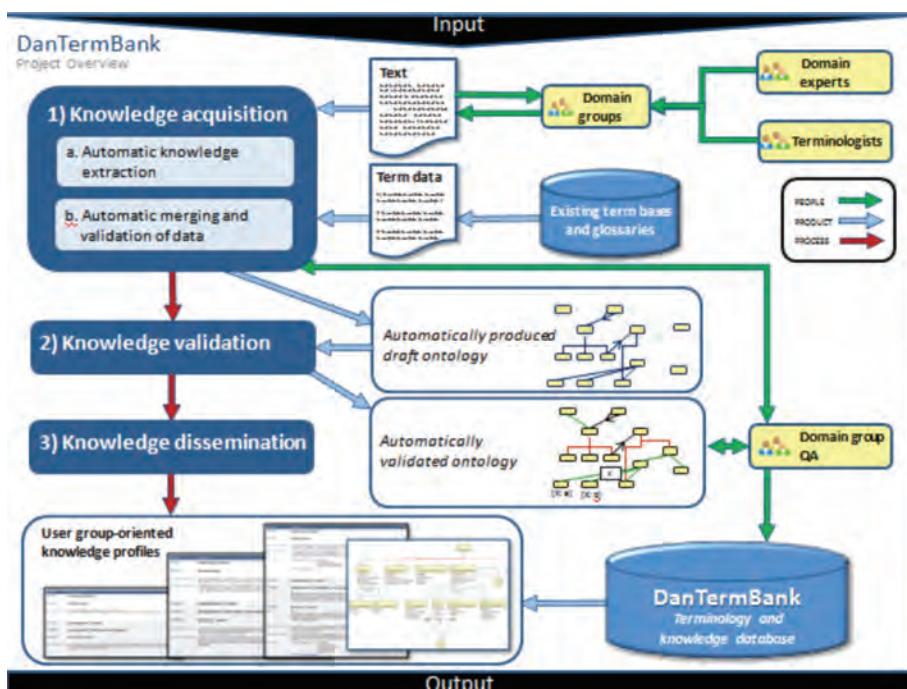 Input
DanTermBank
Project Overview
Text
Domain
experts
1) Knowledge acquisition
Domain
groups
a. Automatic knowledge
extraction
Terminologists
Term data
b. Automatic merging and
validation of data
Existing term bases
and glossaries
PEOPLE
PRODUCT
PROCESS
2) Knowledge validation
Automatically produced
draft ontology
3) Knowledge dissemination
Automatically
validated ontology
Domain group
QA
User group-oriented
knowledge profiles
DanTermBank
Terminology and
knowledge database
Output